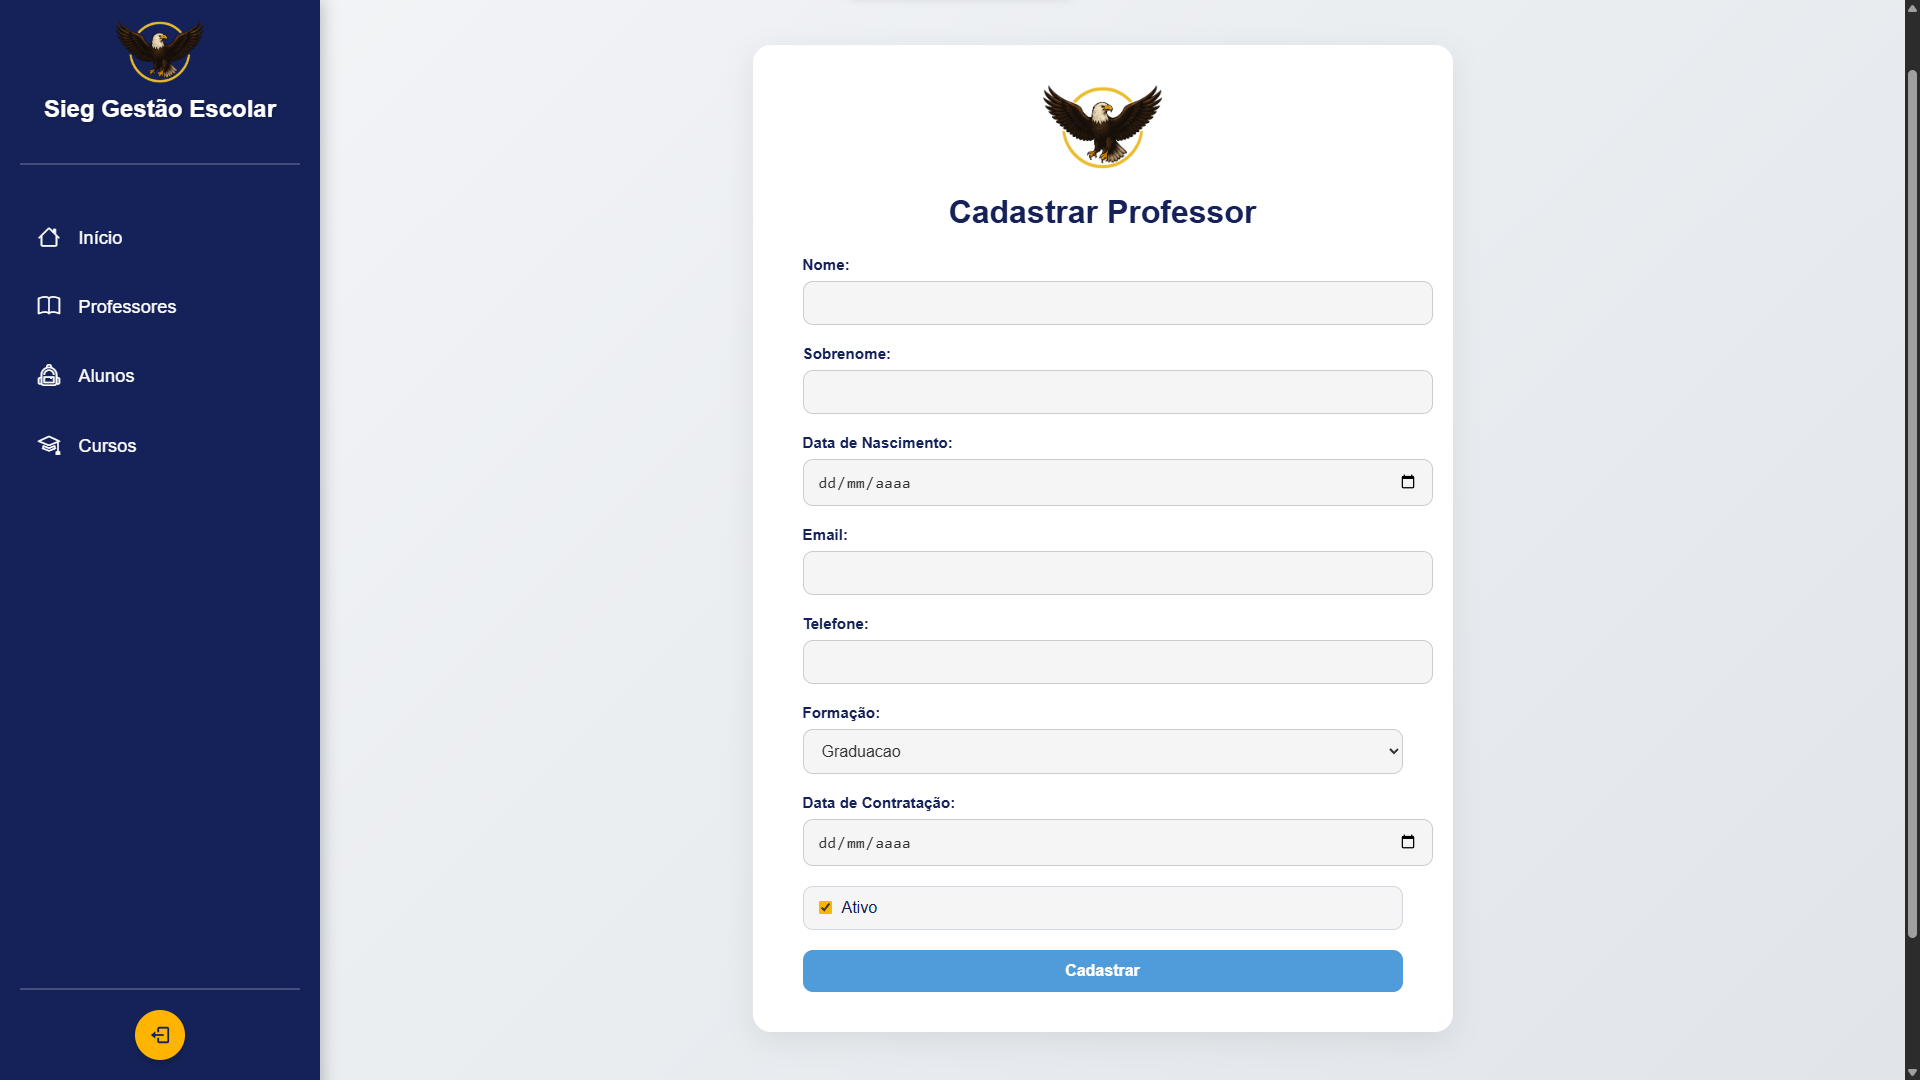 Sieg Gestão Escolar
Início
Professores
Alunos
Cursos
Cadastrar Professor
Nome:
Sobrenome:
Data de Nascimento:
dd/mm/aaaa
Email:
Telefone:
Formação:
Graduacao
Data de Contratação:
dd/mm/aaaa
Ativo
Cadastrar